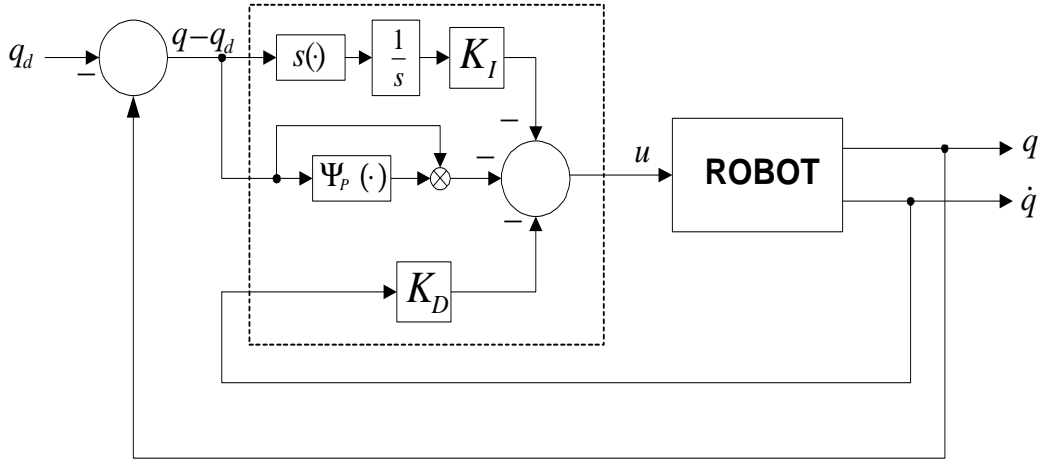 q_d
−
q−q_d
s(·)
1/s
K_I
−
Ψ_P (·)
⊗
−
−
K_D
u
ROBOT
q
q̇